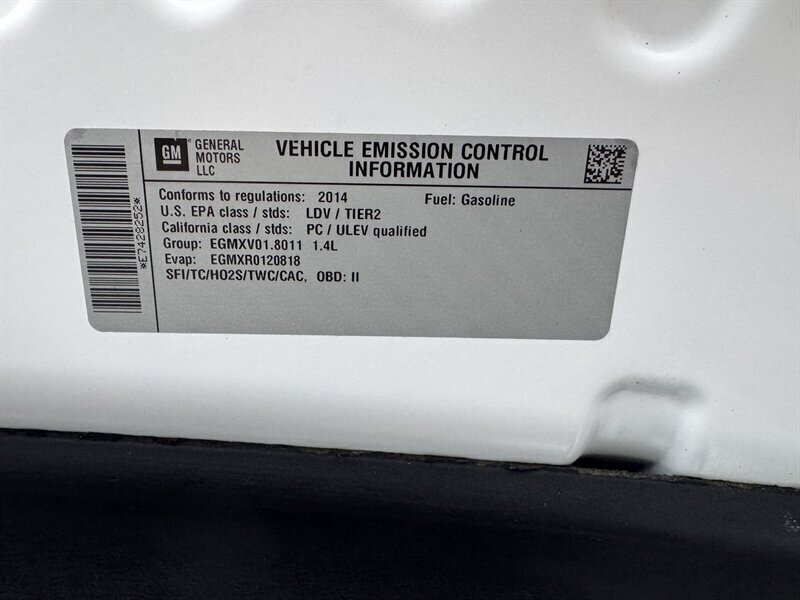 GM GENERAL MOTORS LLC
VEHICLE EMISSION CONTROL
INFORMATION
Conforms to regulations: 2014 Fuel: Gasoline
U.S. EPA class / stds: LDV / TIER2
California class / stds: PC / ULEV qualified
Group: EGMXV01.8011 1.4L
Evap: EGMXR0120818
SFI/TC/HO2S/TWC/CAC, OBD: II
*E7428252*